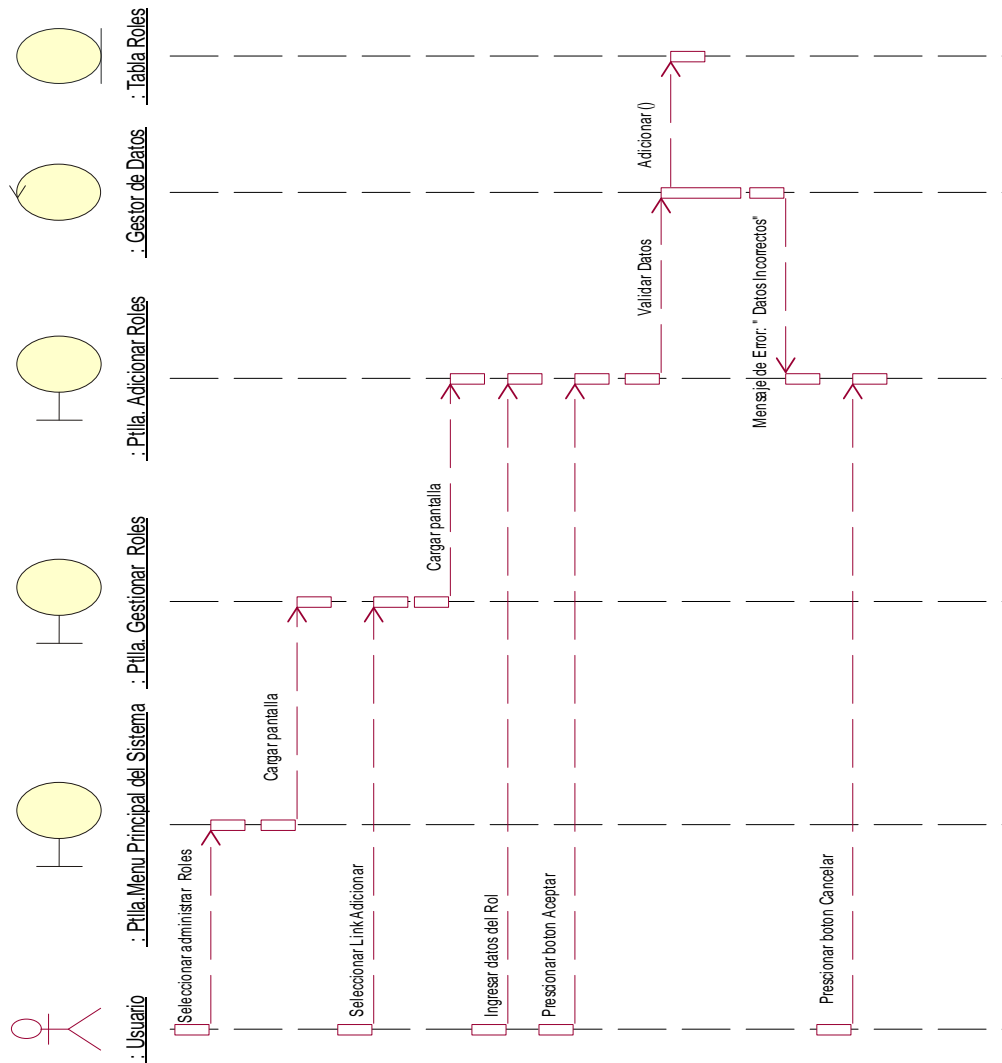 : Usuario
: Ptlla.Menu Principal del Sistema
: Ptlla. Gestionar Roles
: Ptlla. Adicionar Roles
: Gestor de Datos
: Tabla Roles
Seleccionar administrar Roles
Cargar pantalla
Seleccionar Link Adicionar
Cargar pantalla
Ingresar datos del Rol
Prescionar boton Aceptar
Validar Datos
Adicionar ()
Mensaje de Error: " Datos Incorrectos"
Prescionar boton Cancelar